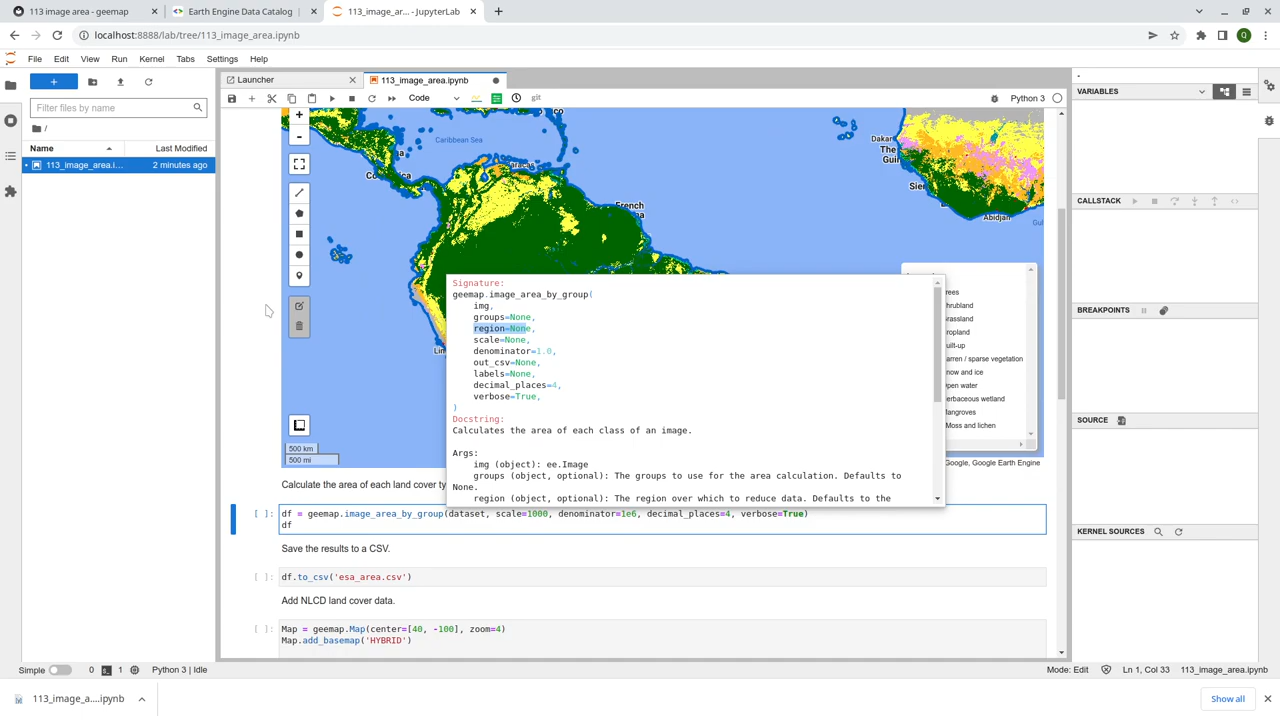 113 image area - geemap
Earth Engine Data Catalog
113_image_ar... - JupyterLab
localhost:8888/lab/tree/113_image_area.ipynb
Q
File Edit View Run Kernel Tabs Settings Help
Launcher
113_image_area.ipynb
VARIABLES
Code
git
Python 3
Filter files by name
/
Name
Last Modified
113_image_area.i...
2 minutes ago
Caribbean Sea
French
Dakar
The
Abidjan
CALLSTACK
BREAKPOINTS
SOURCE
KERNEL SOURCES
500 km
500 mi
Google, Google Earth Engine
Signature:
geemap.image_area_by_group(
img,
groups=None,
region=None,
scale=None,
denominator=1.0,
out_csv=None,
labels=None,
decimal_places=4,
verbose=True,
)
Docstring:
Calculates the area of each class of an image.
Args:
img (object): ee.Image
groups (object, optional): The groups to use for the area calculation. Defaults to
None.
region (object, optional): The region over which to reduce data. Defaults to the
rees
hrubland
rassland
ropland
uilt-up
arren / sparse vegetation
now and ice
pen water
erbaceous wetland
angroves
Moss and lichen
Calculate the area of each land cover ty
[ ]: df = geemap.image_area_by_group(dataset, scale=1000, denominator=1e6, decimal_places=4, verbose=True)
df
Save the results to a CSV.
[ ]: df.to_csv('esa_area.csv')
Add NLCD land cover data.
[ ]: Map = geemap.Map(center=[40, -100], zoom=4)
Map.add_basemap('HYBRID')
Simple 0 1 Python 3 | Idle
Mode: Edit Ln 1, Col 33 113_image_area.ipynb
113_image_a....ipynb
Show all